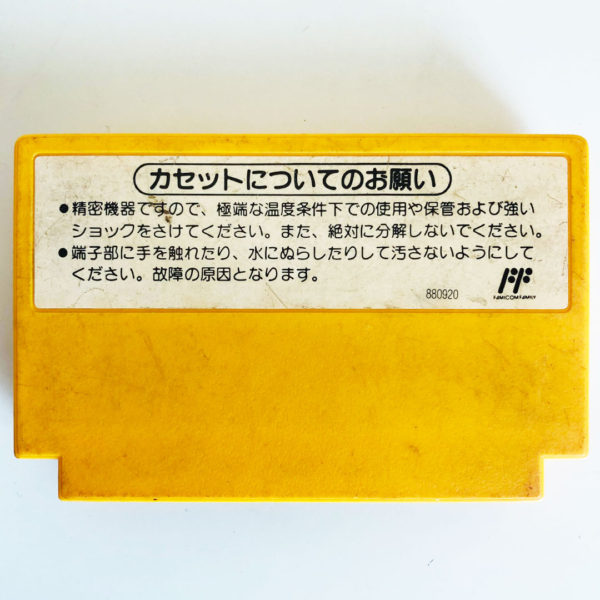 カセットについてのお願い
●精密機器ですので、極端な温度条件下での使用や保管および強い
ショックをさけてください。また、絶対に分解しないでください。
●端子部に手を触れたり、水にぬらしたりして汚さないようにして
ください。故障の原因となります。
880920
FAMICOM FAMILY